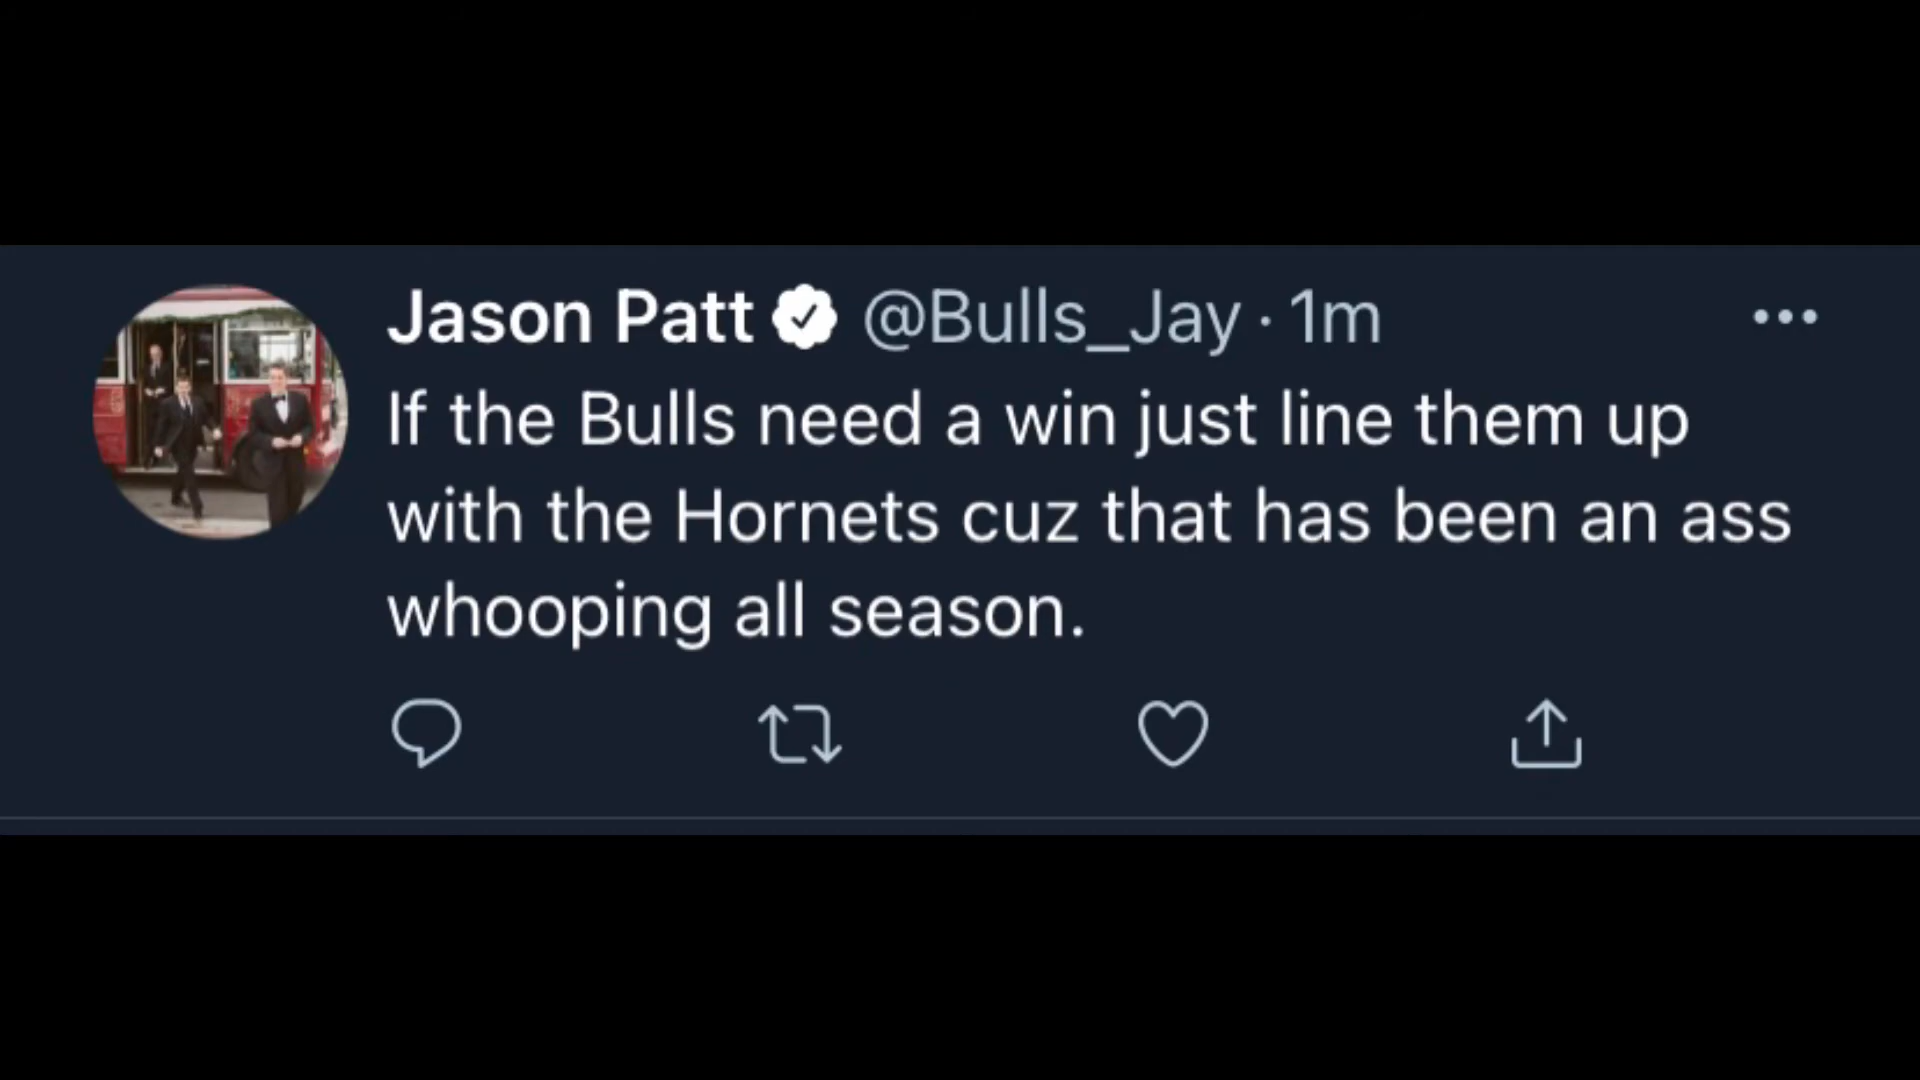 Jason Patt @Bulls_Jay · 1m
If the Bulls need a win just line them up
with the Hornets cuz that has been an ass
whooping all season.